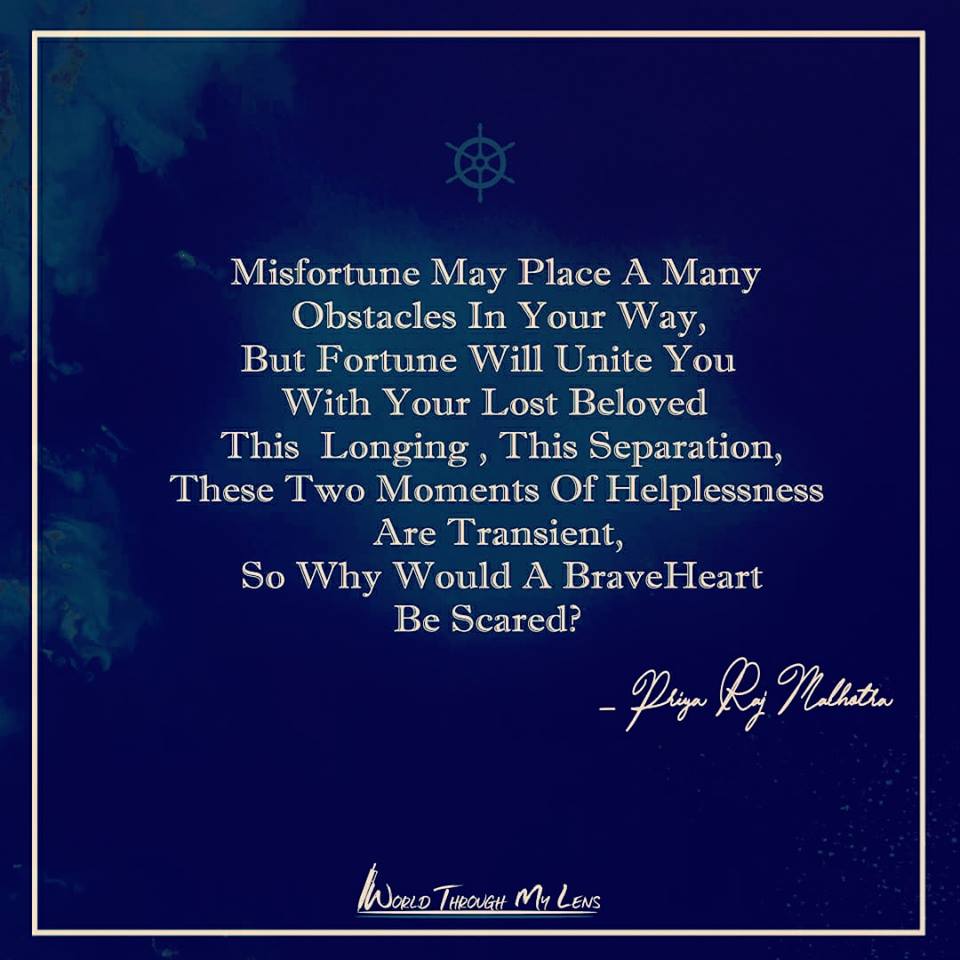 Misfortune May Place A Many
Obstacles In Your Way,
But Fortune Will Unite You
With Your Lost Beloved
This Longing , This Separation,
These Two Moments Of Helplessness
Are Transient,
So Why Would A BraveHeart
Be Scared?
_ Priya Raj Malhotra
World Through My Lens